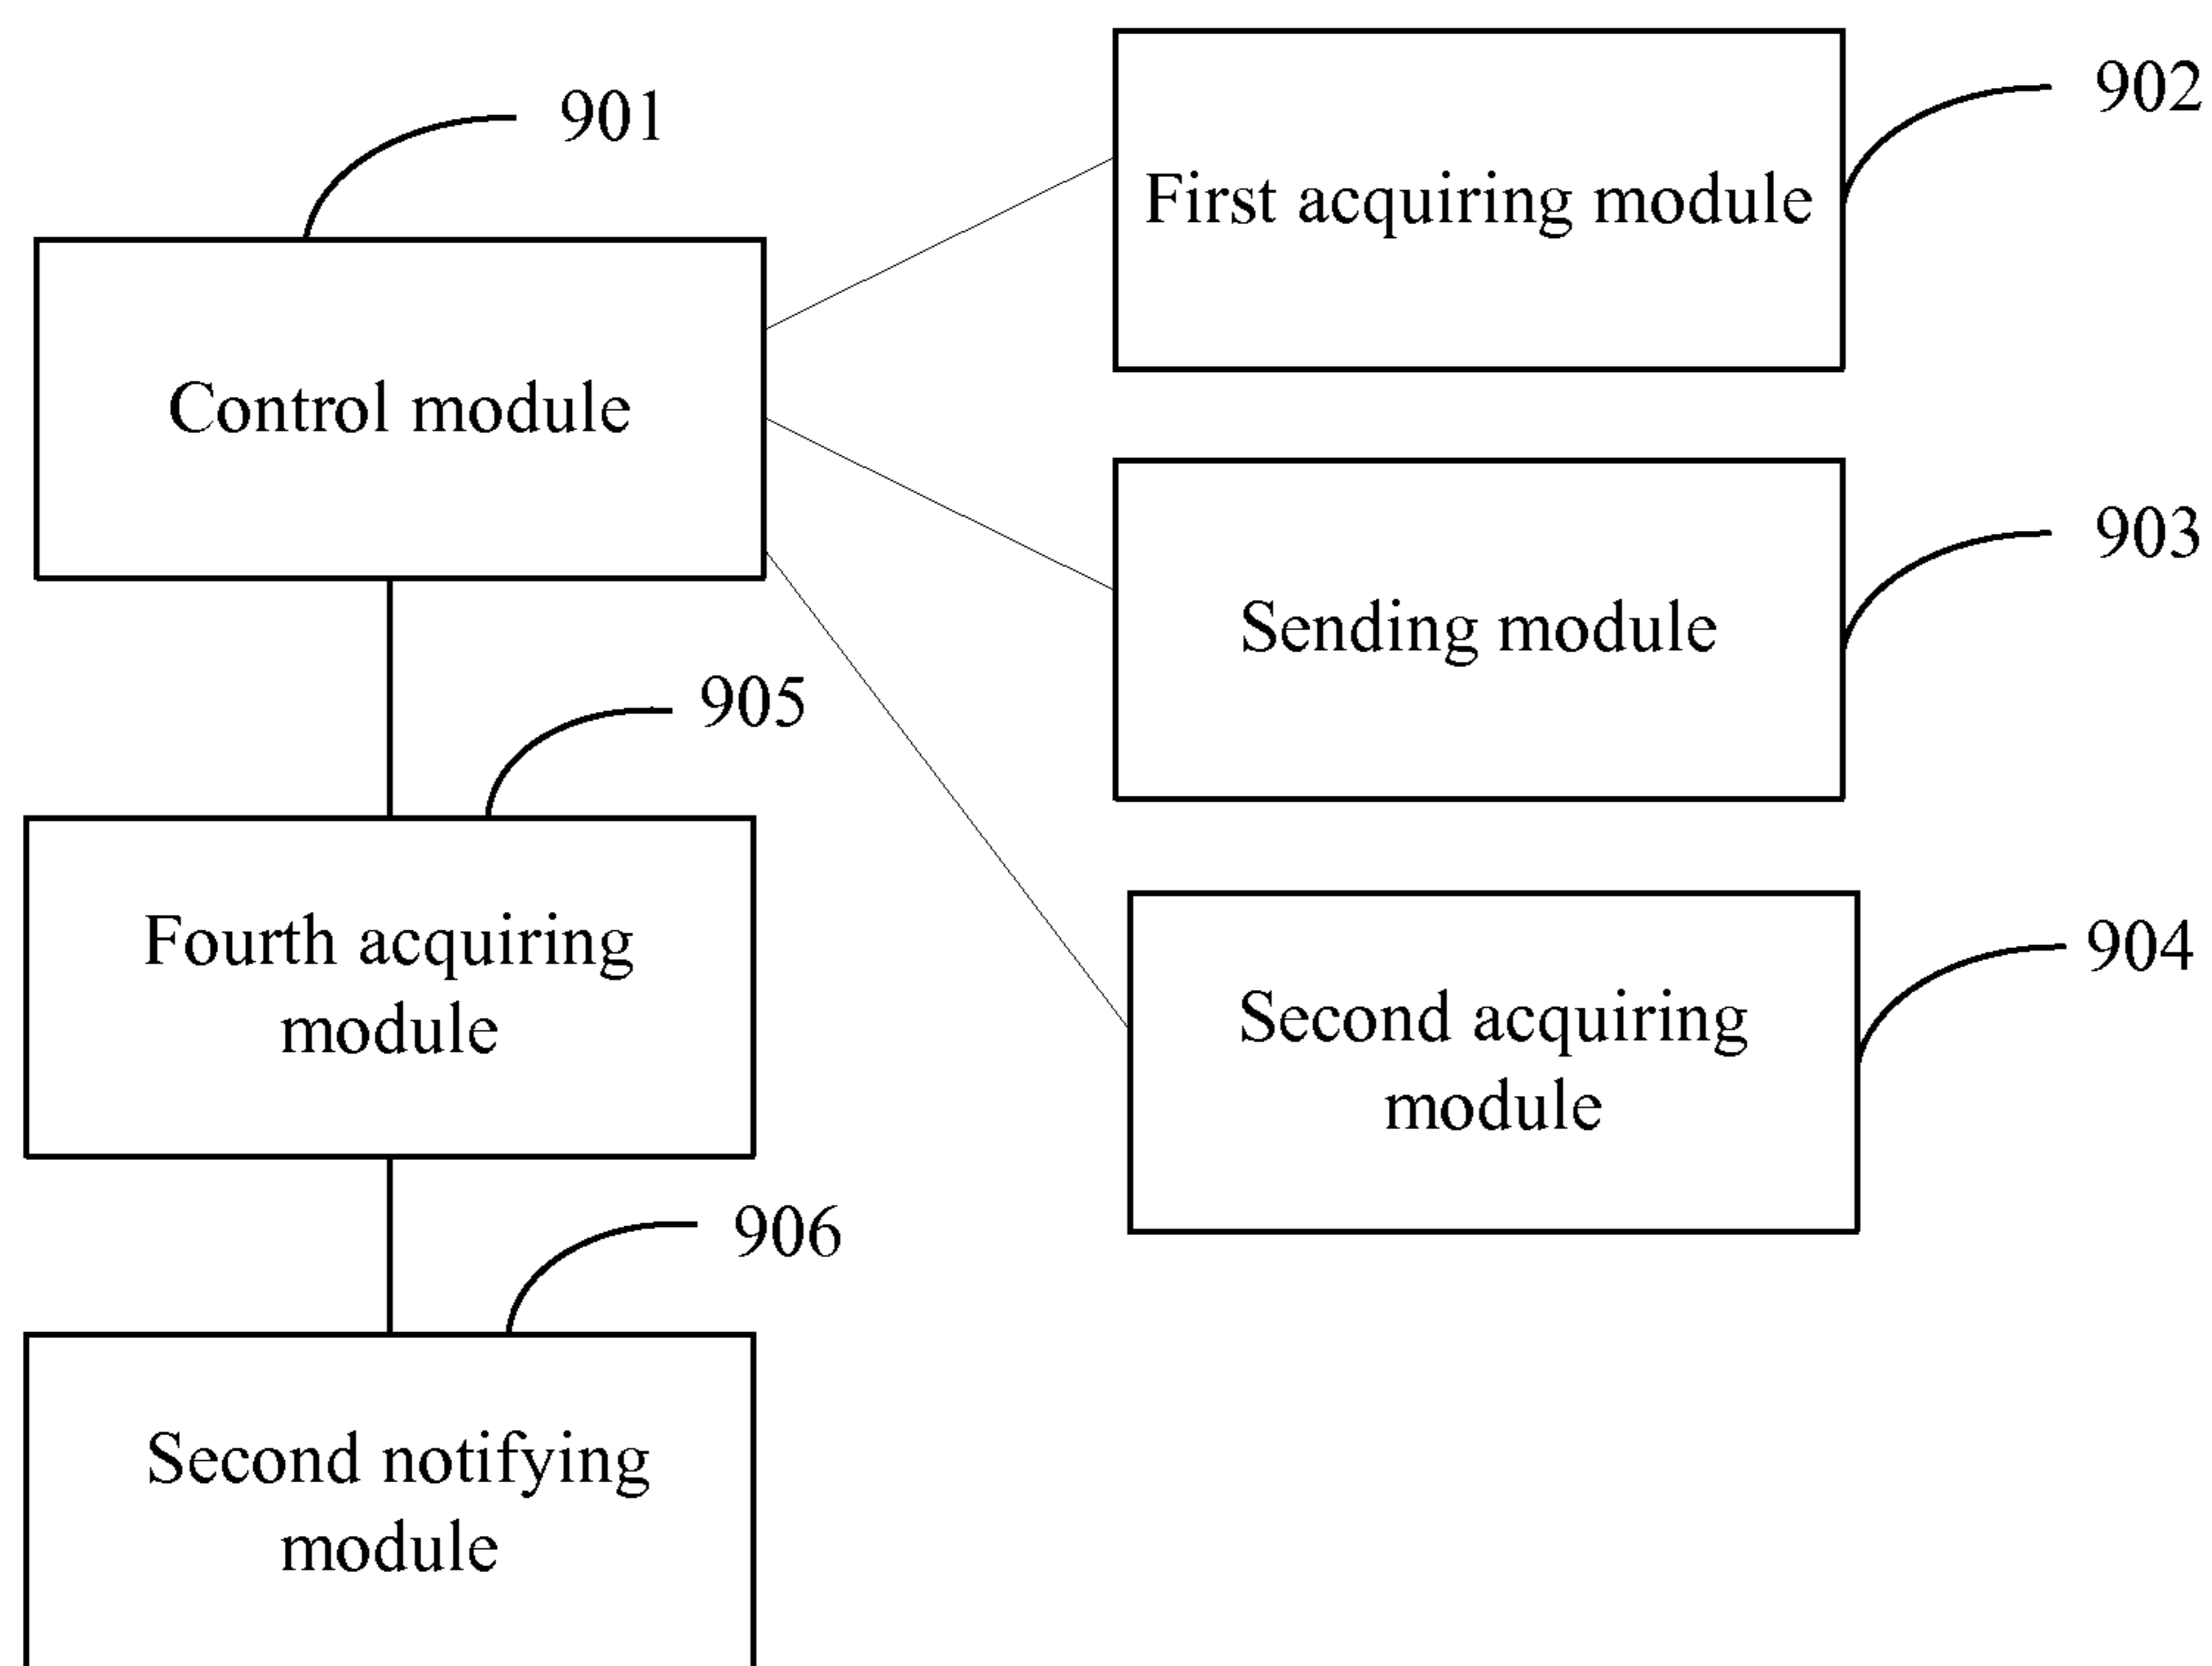 901
Control module
902
First acquiring module
903
Sending module
904
Second acquiring
module
905
Fourth acquiring
module
906
Second notifying
module